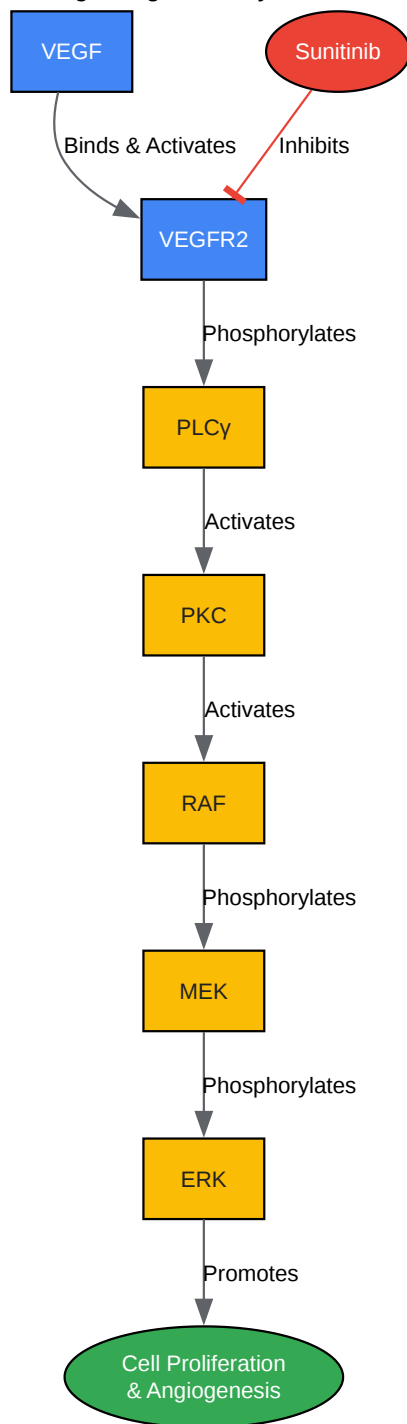 VEGF
Sunitinib
Binds & Activates
Inhibits
VEGFR2
Phosphorylates
PLCγ
Activates
PKC
Activates
RAF
Phosphorylates
MEK
Phosphorylates
ERK
Promotes
Cell Proliferation
& Angiogenesis